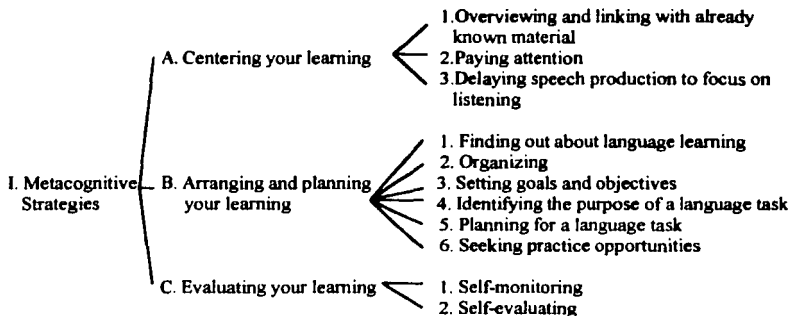 I. Metacognitive
Strategies
A. Centering your learning
1.Overviewing and linking with already
known material
2.Paying attention
3.Delaying speech production to focus on
listening
B. Arranging and planning
your learning
1. Finding out about language learning
2. Organizing
3. Setting goals and objectives
4. Identifying the purpose of a language task
5. Planning for a language task
6. Seeking practice opportunities
C. Evaluating your learning
1. Self-monitoring
2. Self-evaluating